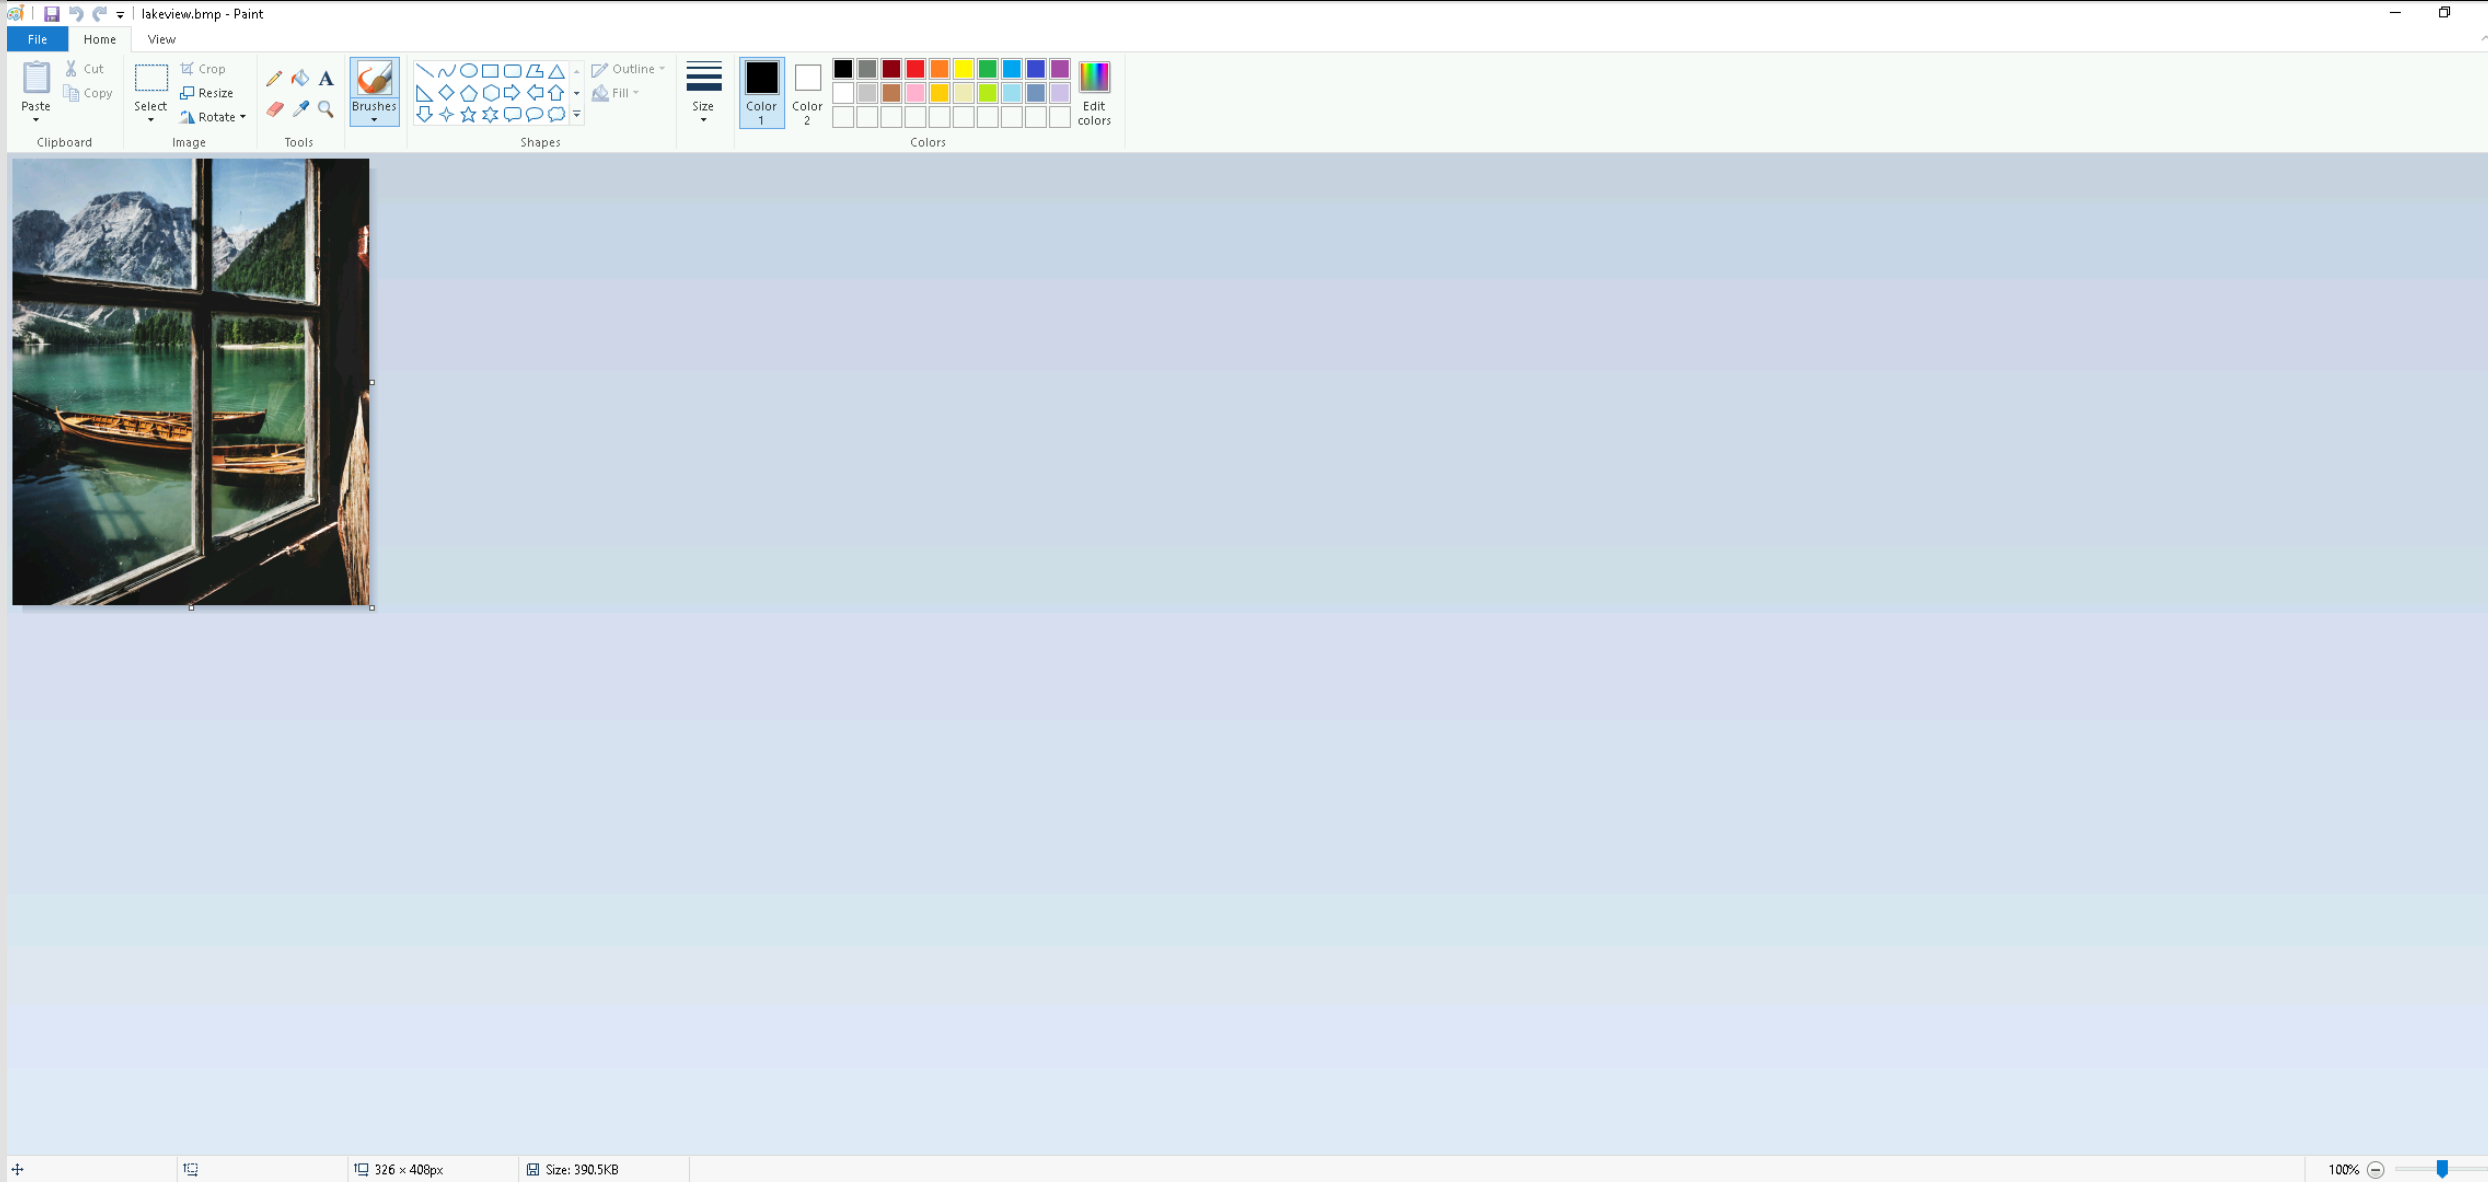 lakeview.bmp - Paint
File Home View
Paste Cut Copy Select Crop Resize Rotate A Brushes Outline Fill Size Color 1 Color 2 Edit colors
Clipboard Image Tools Shapes Colors
326 × 408px Size: 390.5KB 100%